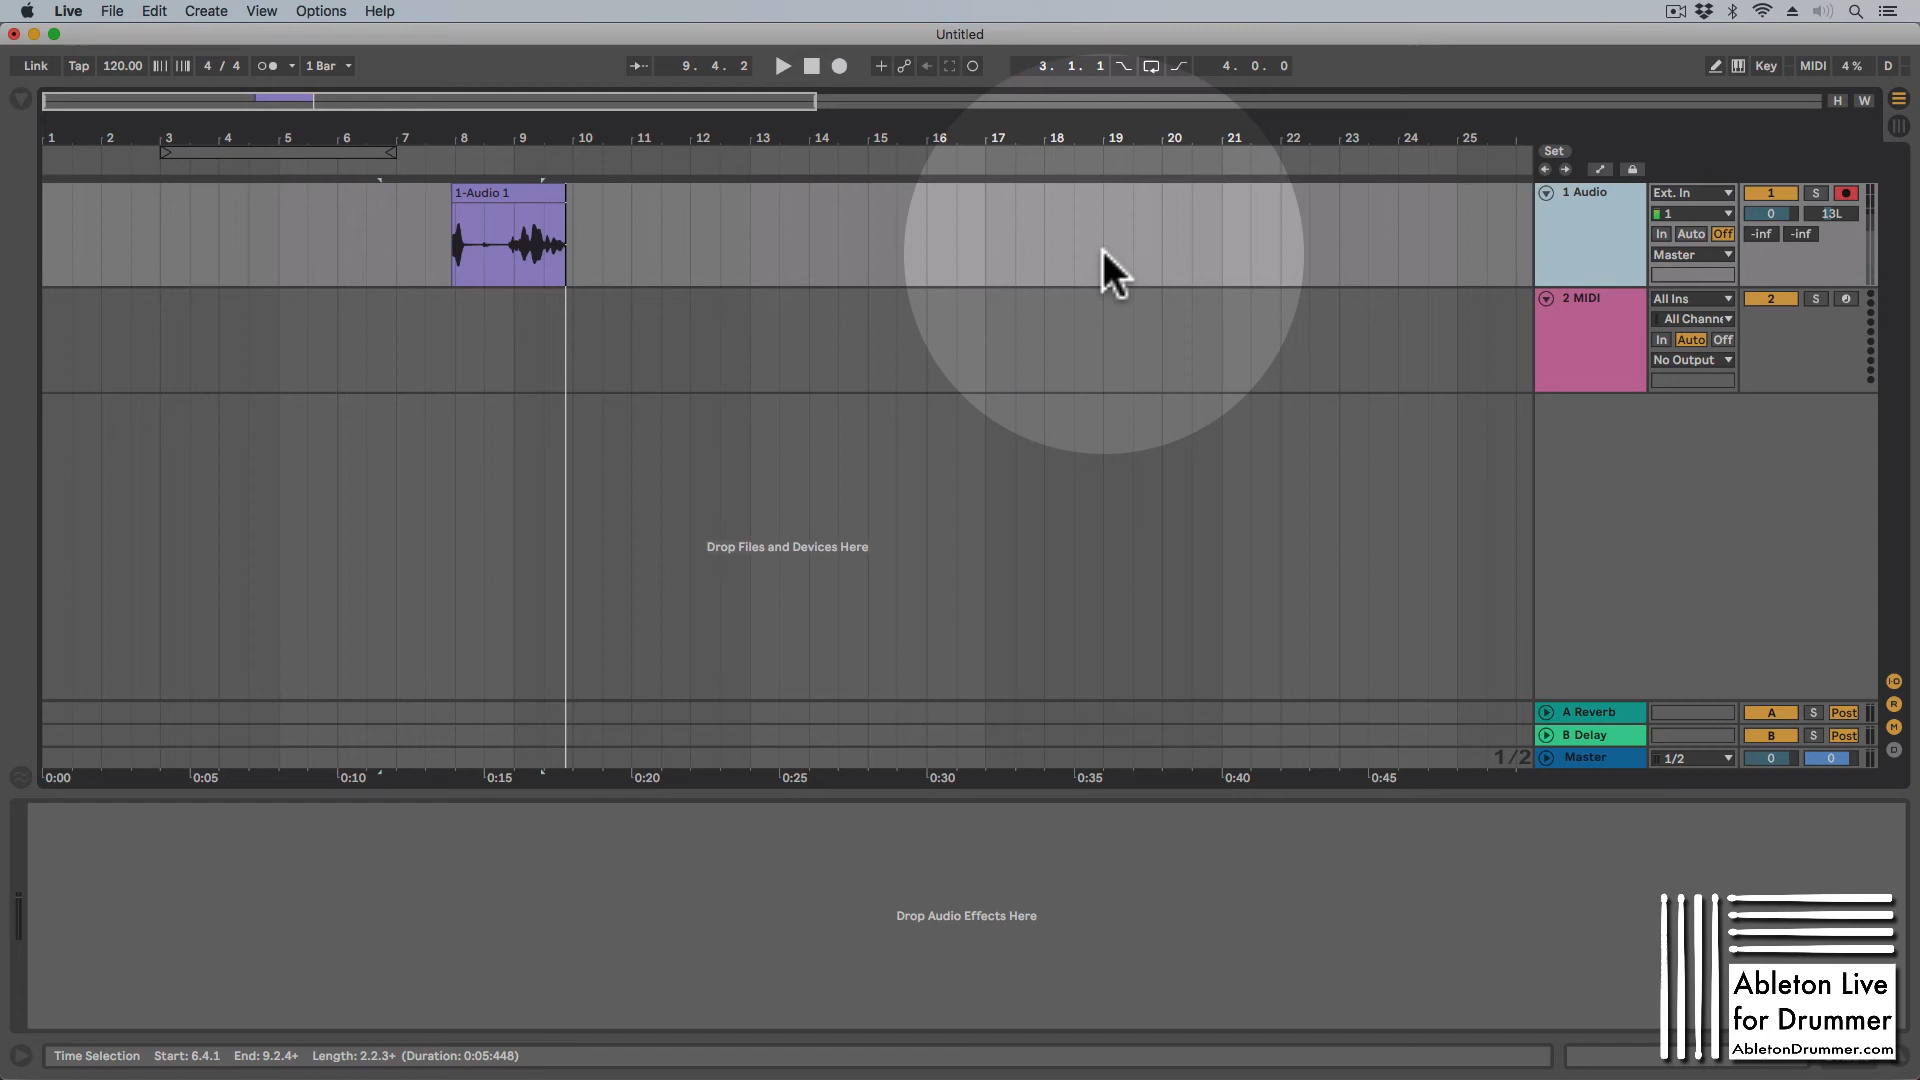 Live File Edit Create View Options Help
Untitled
Link Tap 120.00 4 / 4 1 Bar 9. 4. 2 3. 1. 1 4. 0. 0 Key MIDI 4 % D
H W
1 2 3 4 5 6 7 8 9 10 11 12 13 14 15 16 17 18 19 20 21 22 23 24 25
Set
1-Audio 1
1 Audio Ext. In 1 S
1 0 13L
In Auto Off -inf -inf
Master
2 MIDI All Ins 2 S
All Channe
In Auto Off
No Output
Drop Files and Devices Here
A Reverb A S Post
B Delay B S Post
1/2 Master 1/2 0 0
0:00 0:05 0:10 0:15 0:20 0:25 0:30 0:35 0:40 0:45
I·O
R
M
D
Drop Audio Effects Here
Ableton Live
for Drummer
AbletonDrummer.com
Time Selection Start: 6.4.1 End: 9.2.4+ Length: 2.2.3+ (Duration: 0:05:448)